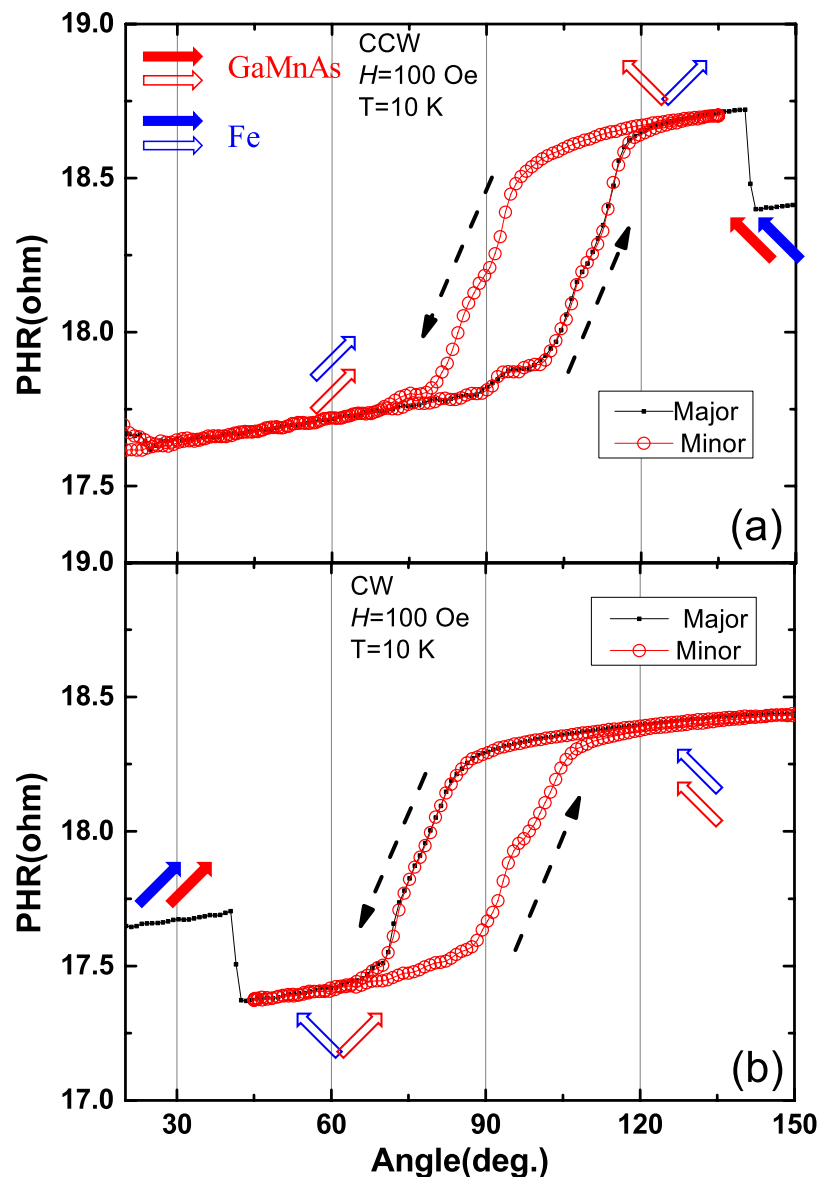 19.0
CCW
GaMnAs
H=100 Oe
T=10 K
Fe
18.5
PHR(ohm)
18.0
Major
Minor
17.5
(a)
19.0
CW
H=100 Oe
Major
T=10 K
Minor
18.5
PHR(ohm)
18.0
17.5
(b)
17.0
30 60 90 120 150
Angle(deg.)